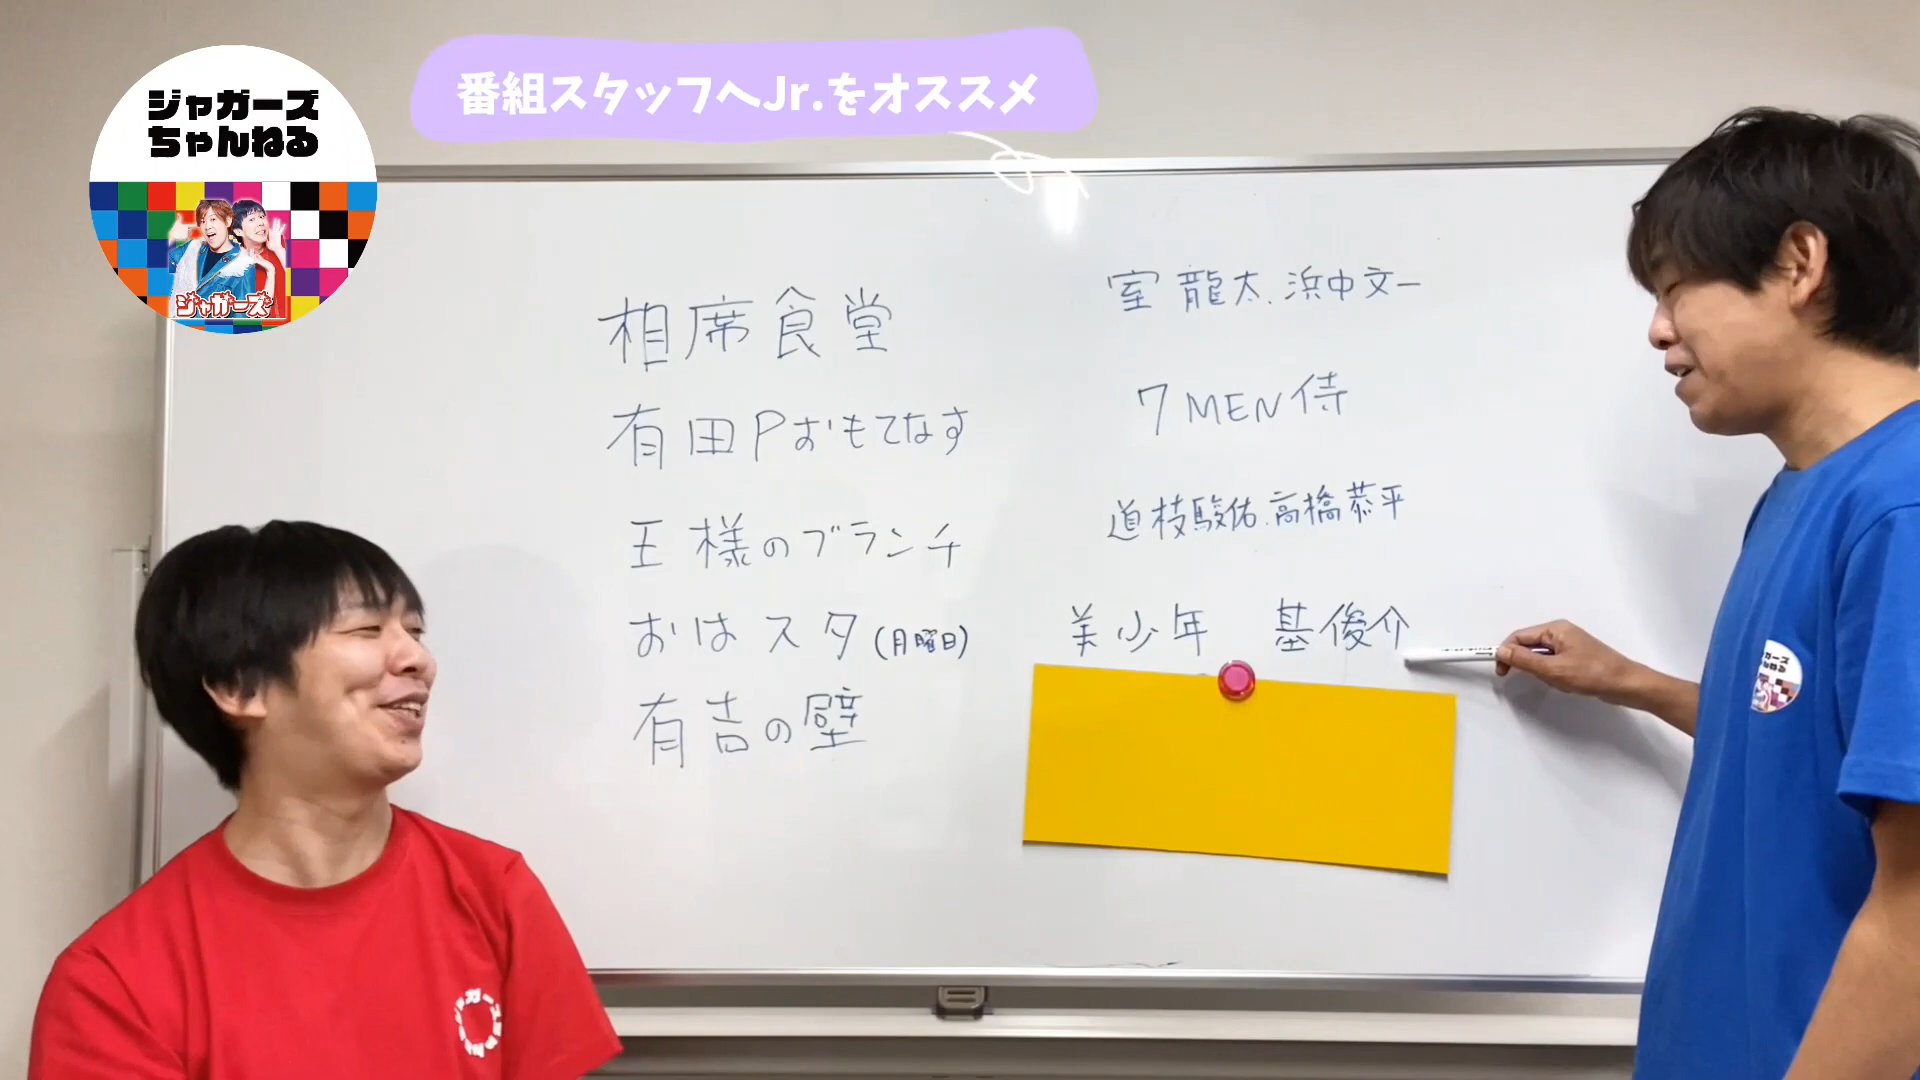 番組スタッフへJr.をオススメ
ジャガーズ
ちゃんねる
ジャガーズ
相席食堂
室龍太.浜中文一
有田Pおもてなす
7 MEN 侍
王様のブランチ
道枝駿佑.高橋恭平
おはスタ(月曜日)
美少年 基俊介
有吉の壁